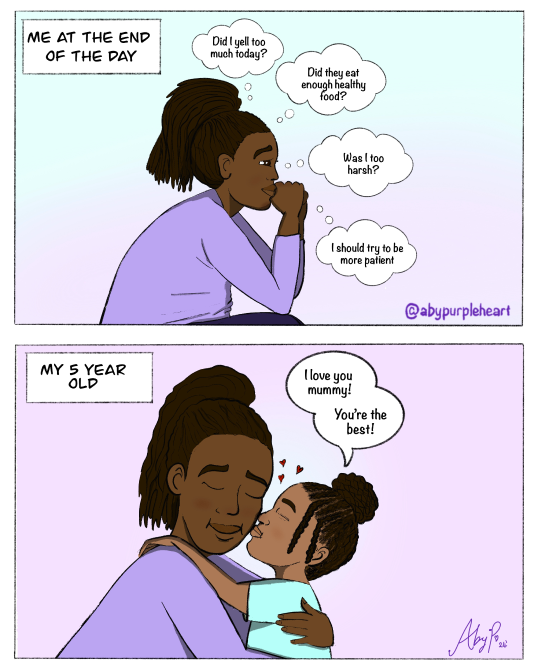 ME AT THE END
OF THE DAY
Did I yell too
much today?
Did they eat
enough healthy
food?
Was I too
harsh?
I should try to be
more patient
@abypurpleheart
MY 5 YEAR
OLD
I love you
mummy!
You're the
best!